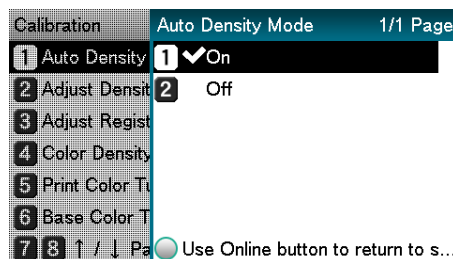 Calibration
1 Auto Density
2 Adjust Densit
3 Adjust Regist
4 Color Density
5 Print Color Tu
6 Base Color T
7 8 ↑ / ↓ Pa
Auto Density Mode 1/1 Page
1 ✔On
2 Off
Use Online button to return to s...